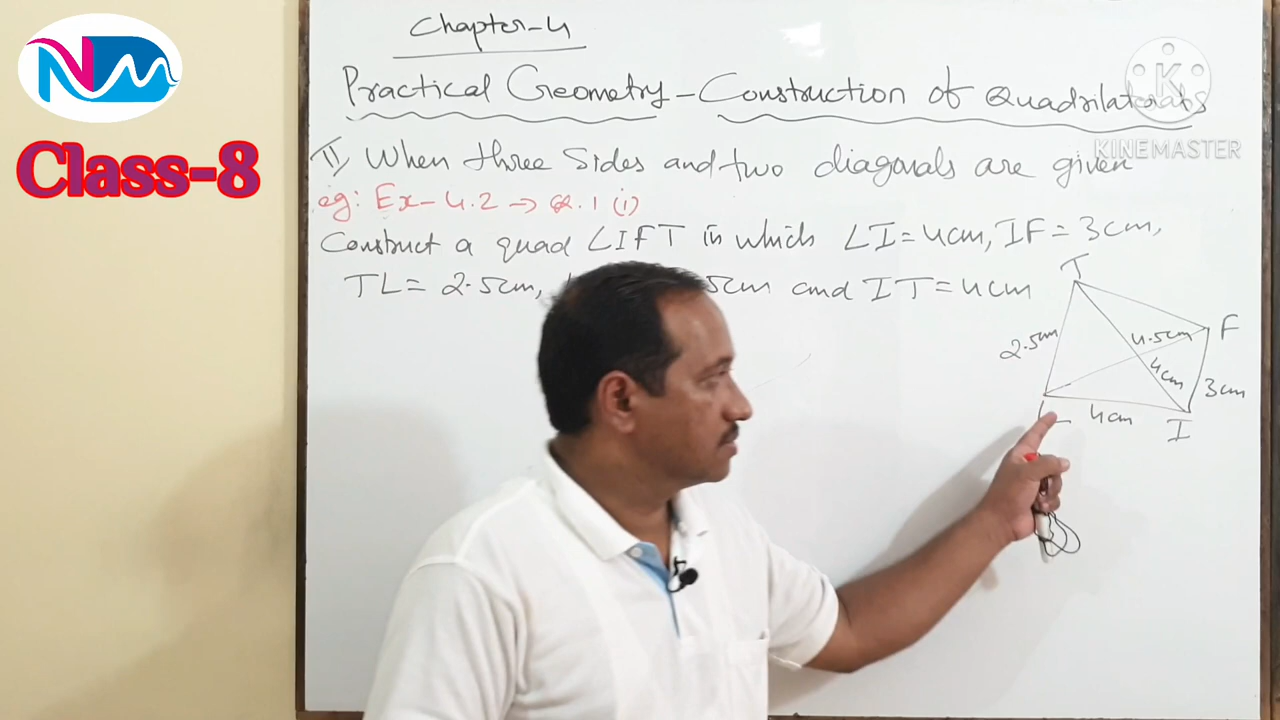 NDM
Class-8
K
KINEMASTER
Chapter-4
Practical Geometry - Construction of Quadrilaterals
II, When three sides and two diagonals are given
eg: Ex-4.2 → Q.1 (i)
Construct a quad LIFT in which LI = 4cm, IF = 3cm,
TL = 2.5cm, 5cm and IT = 4cm
T
F
2.5cm
4.5cm
4cm
3cm
L
4cm
I